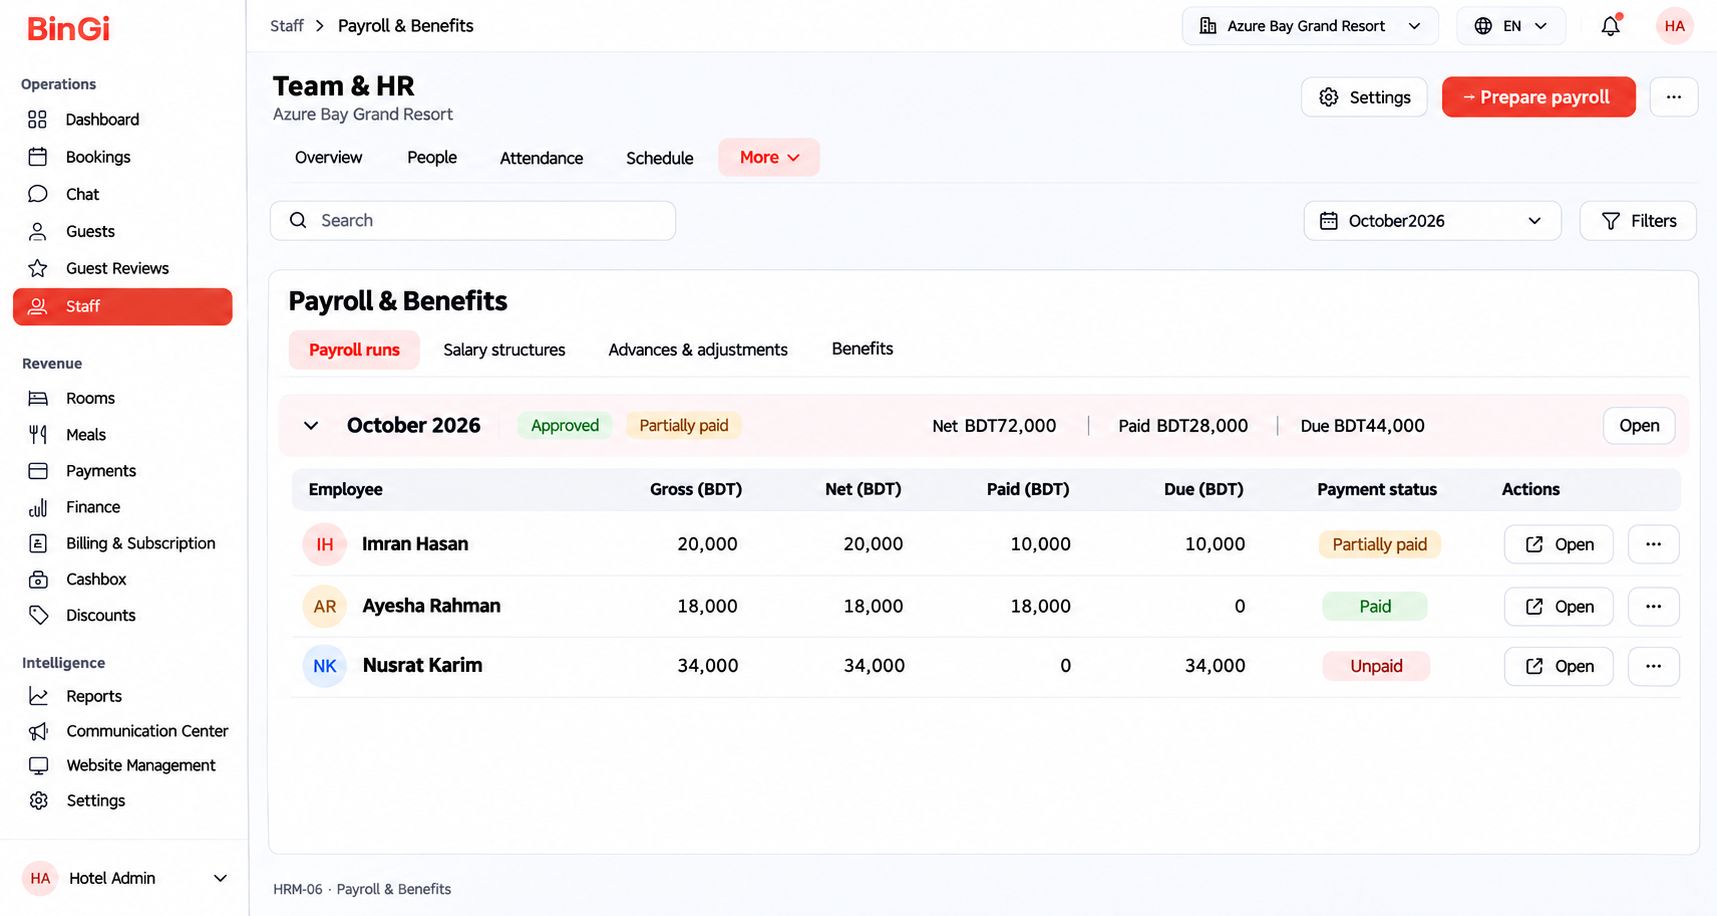 BinGi
Staff > Payroll & Benefits
Azure Bay Grand Resort
EN
HA
Operations
Dashboard
Bookings
Chat
Guests
Guest Reviews
Staff
Revenue
Rooms
Meals
Payments
Finance
Billing & Subscription
Cashbox
Discounts
Intelligence
Reports
Communication Center
Website Management
Settings
HA Hotel Admin
Team & HR
Azure Bay Grand Resort
Settings
→ Prepare payroll
...
Overview People Attendance Schedule More
Search
October2026
Filters
Payroll & Benefits
Payroll runs Salary structures Advances & adjustments Benefits
October 2026 Approved Partially paid Net BDT72,000 | Paid BDT28,000 | Due BDT44,000 Open
Employee Gross (BDT) Net (BDT) Paid (BDT) Due (BDT) Payment status Actions
IH Imran Hasan 20,000 20,000 10,000 10,000 Partially paid Open ...
AR Ayesha Rahman 18,000 18,000 18,000 0 Paid Open ...
NK Nusrat Karim 34,000 34,000 0 34,000 Unpaid Open ...
HRM-06 · Payroll & Benefits